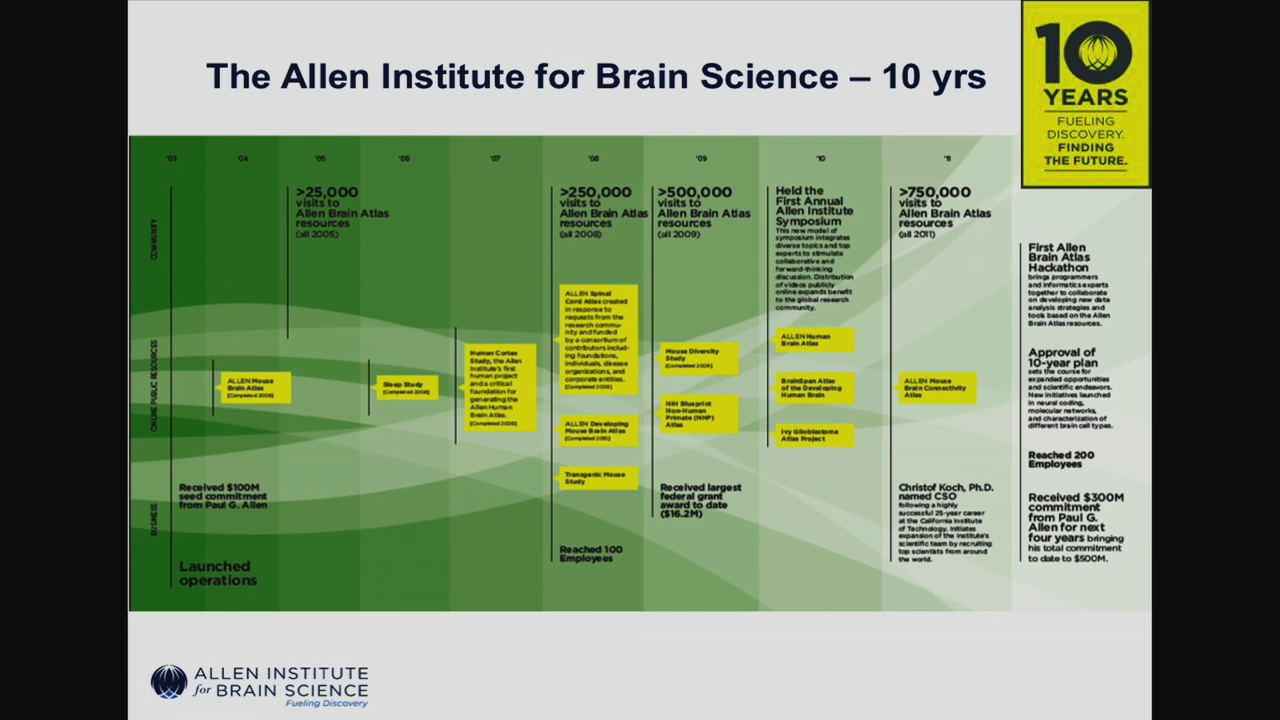 The Allen Institute for Brain Science – 10 yrs
10
YEARS
FUELING
DISCOVERY.
FINDING
THE FUTURE.
'03
'04
'05
'06
'07
'08
'09
'10
'11
COMMUNITY
>25,000
visits to
Allen Brain Atlas
resources
(all 2005)
>250,000
visits to
Allen Brain Atlas
resources
(all 2008)
>500,000
visits to
Allen Brain Atlas
resources
(all 2009)
Held the
First Annual
Allen Institute
Symposium
This new model of
symposium integrates
diverse topics and top
experts to stimulate
collaborative and
forward-thinking
discussion. Distribution
of videos publicly
online expands benefit
to the global research
community.
>750,000
visits to
Allen Brain Atlas
resources
(all 2011)
First Allen
Brain Atlas
Hackathon
brings programmers
and informatics experts
together to collaborate
on developing new data
analysis strategies and
tools based on the Allen
Brain Atlas resources.
ONLINE PUBLIC RESOURCES
ALLEN Mouse
Brain Atlas
[Completed 2006]
Sleep Study
[Completed 2008]
Human Cortex
Study, the Allen
Institute's first
human project
and a critical
foundation for
generating the
Allen Human
Brain Atlas.
[Completed 2008]
ALLEN Spinal
Cord Atlas created
in response to
requests from the
research commu-
nity and funded
by a consortium of
contributors includ-
ing foundations,
individuals, disease
organizations, and
corporate entities.
[Completed 2009]
ALLEN Developing
Mouse Brain Atlas
[Completed 2010]
Transgenic Mouse
Study
Mouse Diversity
Study
[Completed 2009]
NIH Blueprint
Non-Human
Primate (NHP)
Atlas
ALLEN Human
Brain Atlas
BrainSpan Atlas
of the Developing
Human Brain
Ivy Glioblastoma
Atlas Project
ALLEN Mouse
Brain Connectivity
Atlas
Approval of
10-year plan
sets the course for
expanded opportunities
and scientific endeavors.
New initiatives launched
in neural coding,
molecular networks,
and characterization of
different brain cell types.
Reached 200
Employees
BUSINESS
Received $100M
seed commitment
from Paul G. Allen
Launched
operations
Reached 100
Employees
Received largest
federal grant
award to date
($16.2M)
Christof Koch, Ph.D.
named CSO
following a highly
successful 25-year career
at the California Institute
of Technology. Initiates
expansion of the Institute's
scientific team by recruiting
top scientists from around
the world.
Received $300M
commitment
from Paul G.
Allen for next
four years bringing
his total commitment
to date to $500M.
ALLEN INSTITUTE
for BRAIN SCIENCE
Fueling Discovery